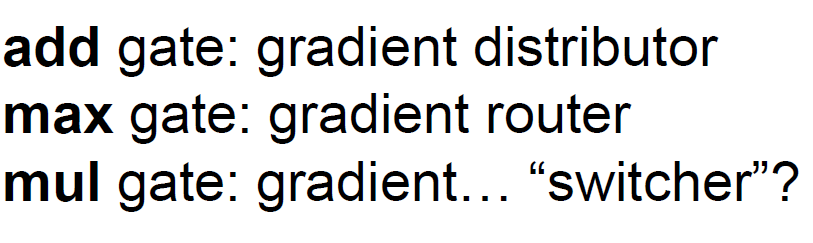 add gate: gradient distributor
max gate: gradient router
mul gate: gradient… “switcher”?